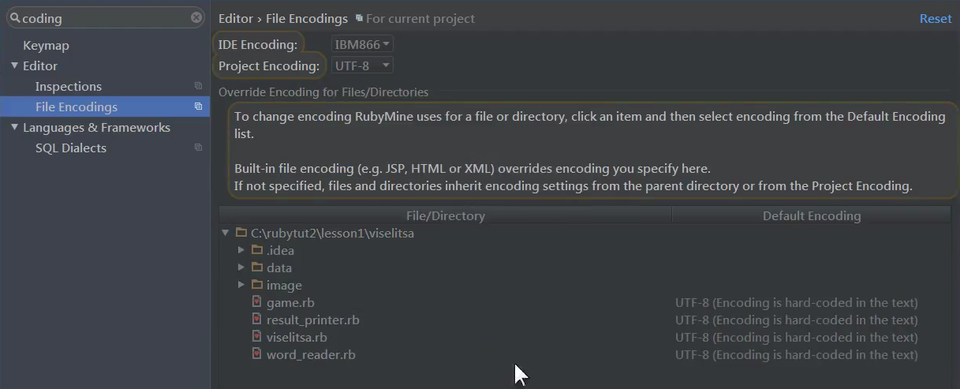 coding
Editor › File Encodings For current project
Reset
Keymap
Editor
Inspections
File Encodings
Languages & Frameworks
SQL Dialects
IDE Encoding: IBM866
Project Encoding: UTF-8
Override Encoding for Files/Directories
To change encoding RubyMine uses for a file or directory, click an item and then select encoding from the Default Encoding
list.
Built-in file encoding (e.g. JSP, HTML or XML) overrides encoding you specify here.
If not specified, files and directories inherit encoding settings from the parent directory or from the Project Encoding.
File/Directory Default Encoding
C:\rubytut2\lesson1\viselitsa
.idea
data
image
game.rb UTF-8 (Encoding is hard-coded in the text)
result_printer.rb UTF-8 (Encoding is hard-coded in the text)
viselitsa.rb UTF-8 (Encoding is hard-coded in the text)
word_reader.rb UTF-8 (Encoding is hard-coded in the text)